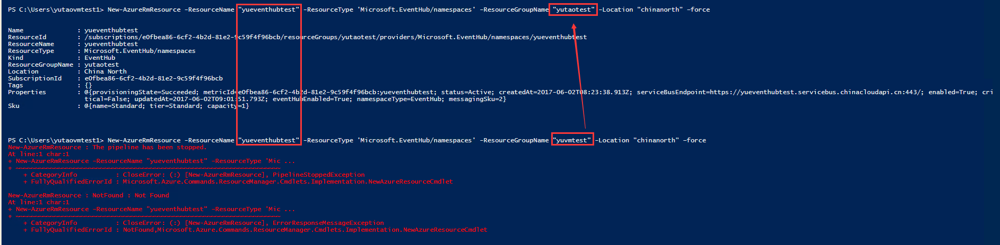 PS C:\Users\yutaovmtest1> New-AzureRmResource -ResourceName "yueventhubtest" -ResourceType 'Microsoft.EventHub/namespaces' -ResourceGroupName "yutaotest" -Location "chinanorth" -force
Name : yueventhubtest
ResourceId : /subscriptions/e0fbea86-6cf2-4b2d-81e2-9c59f4f96bcb/resourceGroups/yutaotest/providers/Microsoft.EventHub/namespaces/yueventhubtest
ResourceName : yueventhubtest
ResourceType : Microsoft.EventHub/namespaces
Kind : EventHub
ResourceGroupName : yutaotest
Location : China North
SubscriptionId : e0fbea86-6cf2-4b2d-81e2-9c59f4f96bcb
Tags : {}
Properties : @{provisioningState=Succeeded; metricId=e0fbea86-6cf2-4b2d-81e2-9c59f4f96bcb:yueventhubtest; status=Active; createdAt=2017-06-02T08:23:38.913Z; serviceBusEndpoint=https://yueventhubtest.servicebus.chinacloudapi.cn:443/; enabled=True; cri
tical=False; updatedAt=2017-06-02T09:01:51.793Z; eventHubEnabled=True; namespaceType=EventHub; messagingSku=2}
Sku : @{name=Standard; tier=Standard; capacity=1}
PS C:\Users\yutaovmtest1> New-AzureRmResource -ResourceName "yueventhubtest" -ResourceType 'Microsoft.EventHub/namespaces' -ResourceGroupName "yuvmtest" -Location "chinanorth" -force
New-AzureRmResource : The pipeline has been stopped.
At line:1 char:1
+ New-AzureRmResource -ResourceName "yueventhubtest" -ResourceType 'Mic ...
+ ~~~~~~~~~~~~~~~~~~~~~~~~~~~~~~~~~~~~~~~~~~~~~~~~~~~~~~~~~~~~~~~~~~~~~
+ CategoryInfo : CloseError: (:) [New-AzureRmResource], PipelineStoppedException
+ FullyQualifiedErrorId : Microsoft.Azure.Commands.ResourceManager.Cmdlets.Implementation.NewAzureResourceCmdlet
New-AzureRmResource : NotFound : Not Found
At line:1 char:1
+ New-AzureRmResource -ResourceName "yueventhubtest" -ResourceType 'Mic ...
+ ~~~~~~~~~~~~~~~~~~~~~~~~~~~~~~~~~~~~~~~~~~~~~~~~~~~~~~~~~~~~~~~~~~~~~
+ CategoryInfo : CloseError: (:) [New-AzureRmResource], ErrorResponseMessageException
+ FullyQualifiedErrorId : NotFound,Microsoft.Azure.Commands.ResourceManager.Cmdlets.Implementation.NewAzureResourceCmdlet